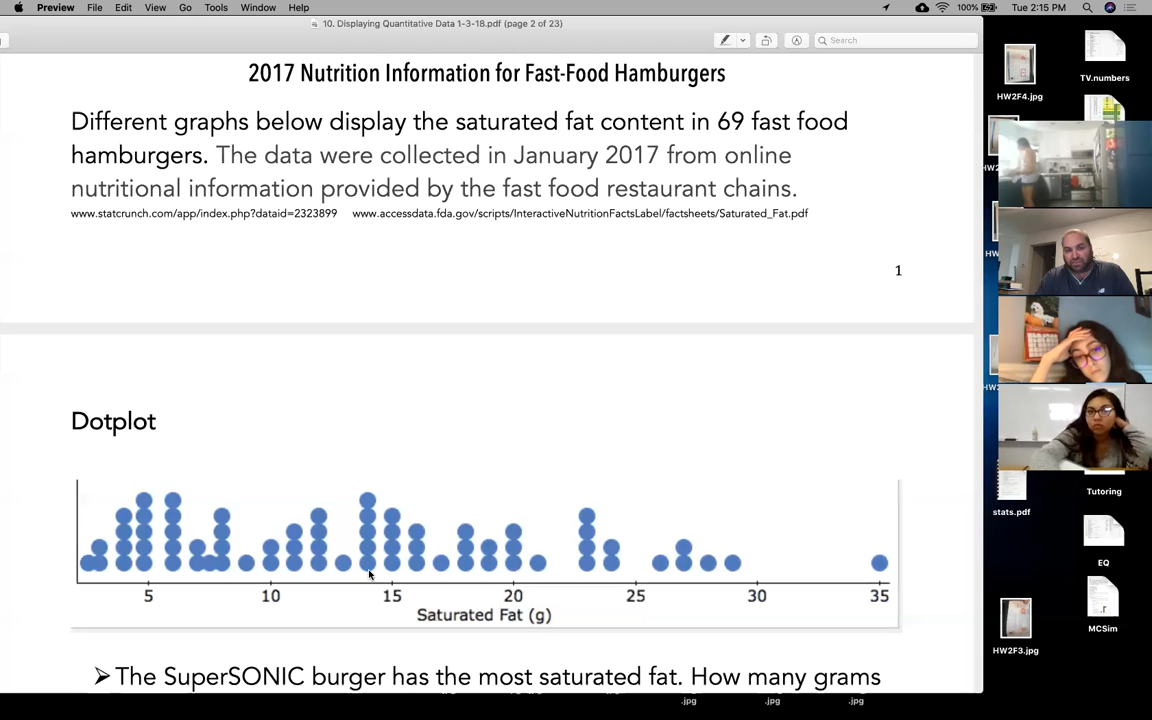 Preview File Edit View Go Tools Window Help 100% Tue 2:15 PM
10. Displaying Quantitative Data 1-3-18.pdf (page 2 of 23)
Search
2017 Nutrition Information for Fast-Food Hamburgers
Different graphs below display the saturated fat content in 69 fast food
hamburgers. The data were collected in January 2017 from online
nutritional information provided by the fast food restaurant chains.
www.statcrunch.com/app/index.php?dataid=2323899 www.accessdata.fda.gov/scripts/InteractiveNutritionFactsLabel/factsheets/Saturated_Fat.pdf
1
Dotplot
5 10 15 20 25 30 35
Saturated Fat (g)
➢ The SuperSONIC burger has the most saturated fat. How many grams
TV.numbers
HW2F4.jpg
Tutoring
stats.pdf
EQ
MCSim
HW2F3.jpg
.jpg .jpg .jpg